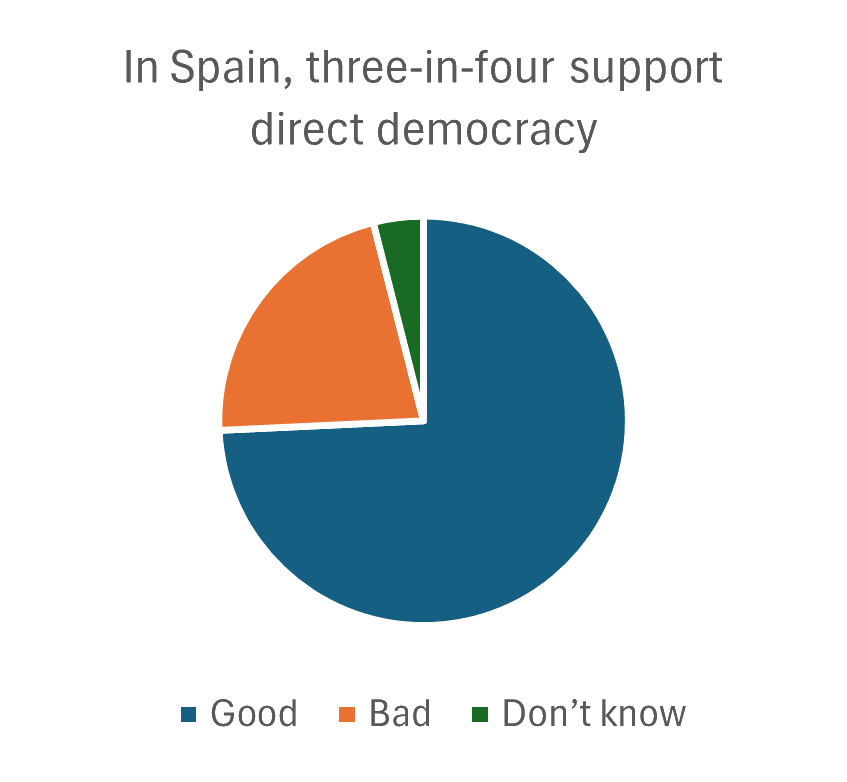 In Spain, three-in-four support
direct democracy
Good Bad Don’t know